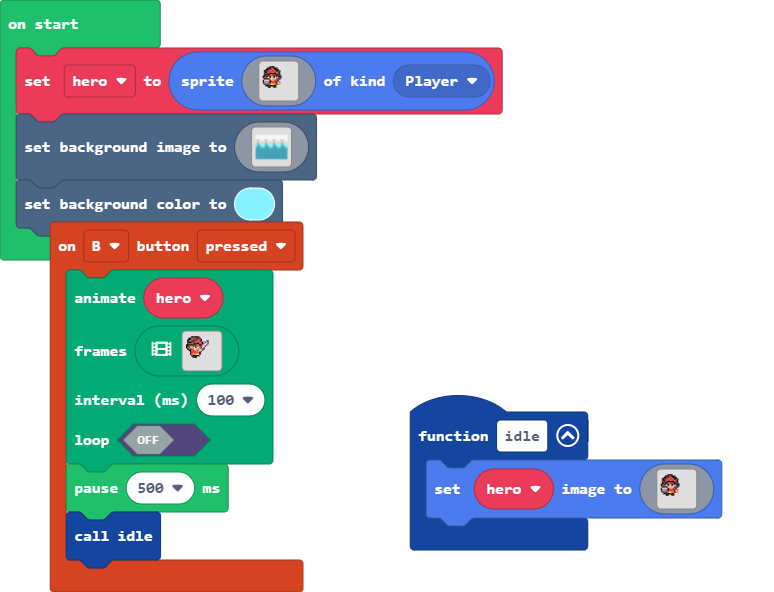 on start
set hero to sprite of kind Player
set background image to
set background color to
on B button pressed
animate hero
frames
interval (ms) 100
loop OFF
pause 500 ms
call idle
function idle
set hero image to